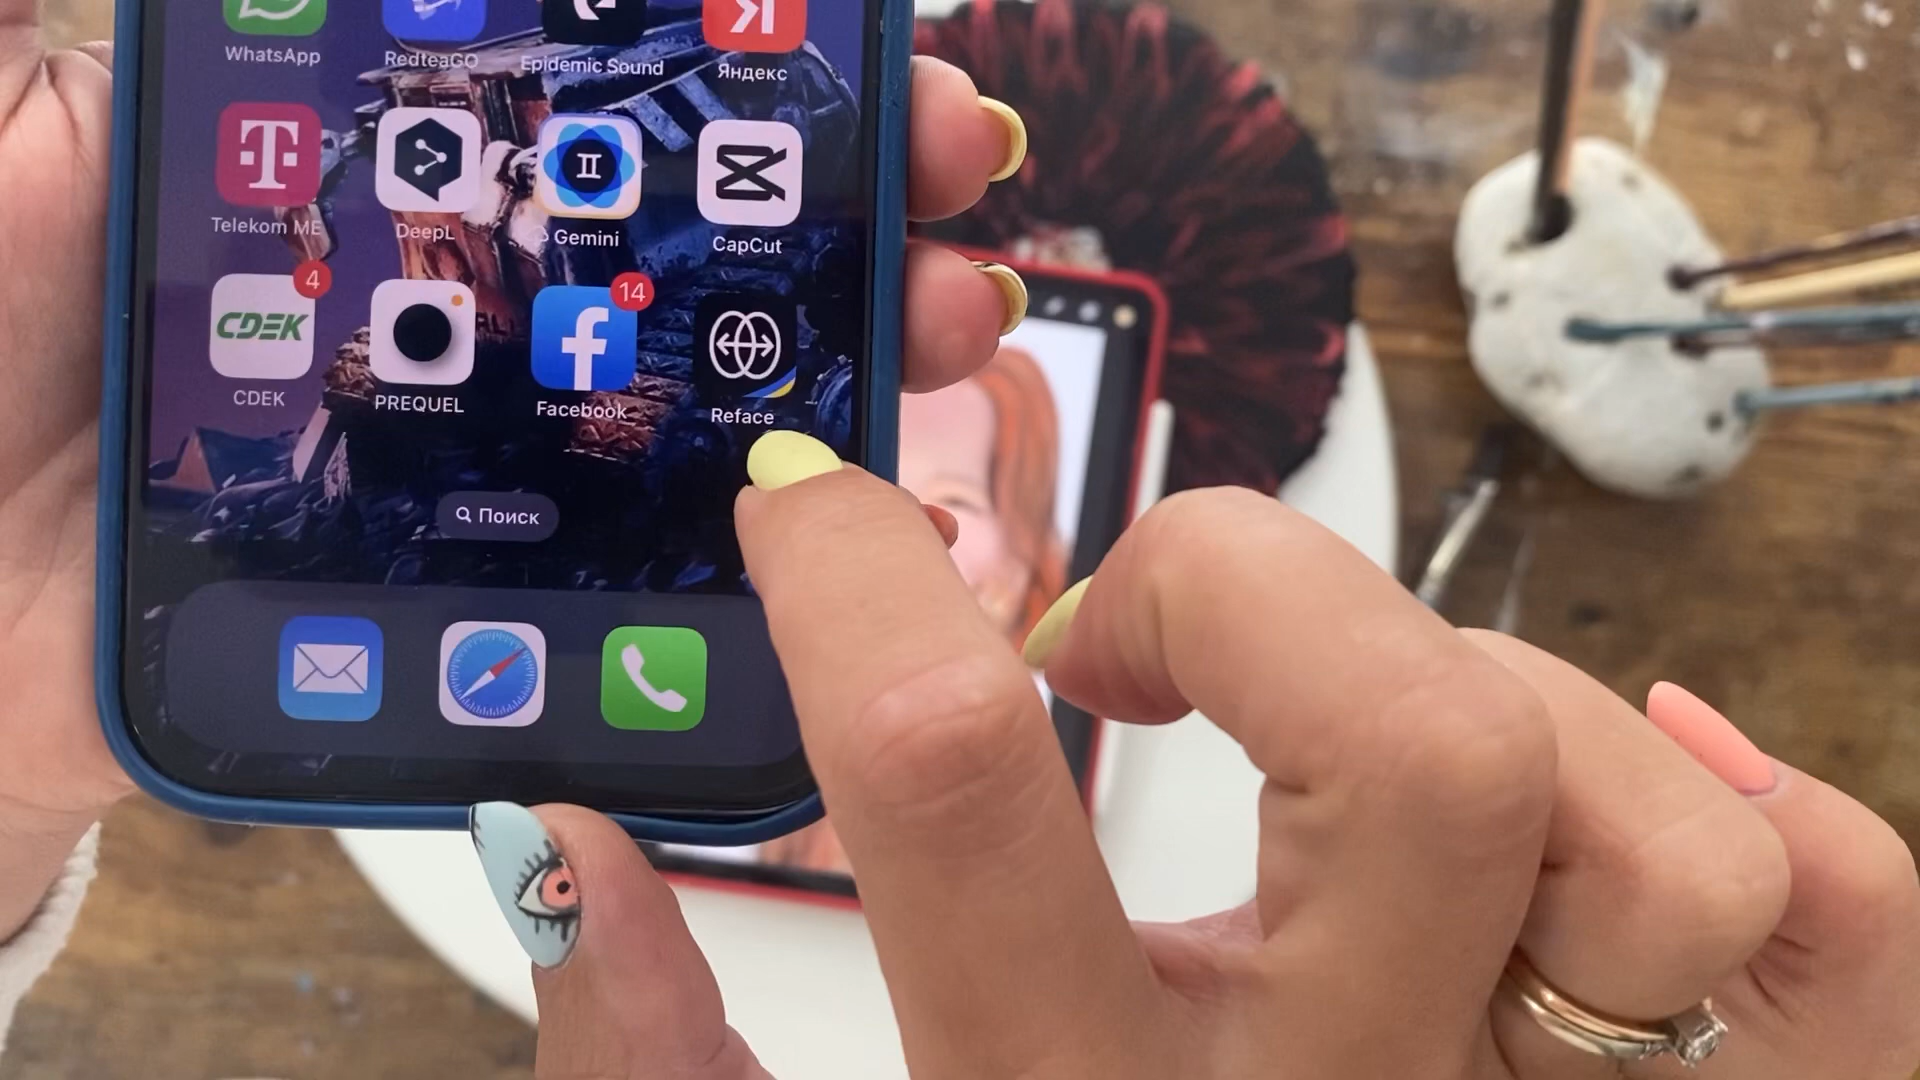 WhatsApp
RedteaGO
Epidemic Sound
Яндекс
Я
T
Telekom ME
DeepL
Gemini
CapCut
4
CDEK
CDEK
PREQUEL
14
f
Facebook
Reface
Поиск